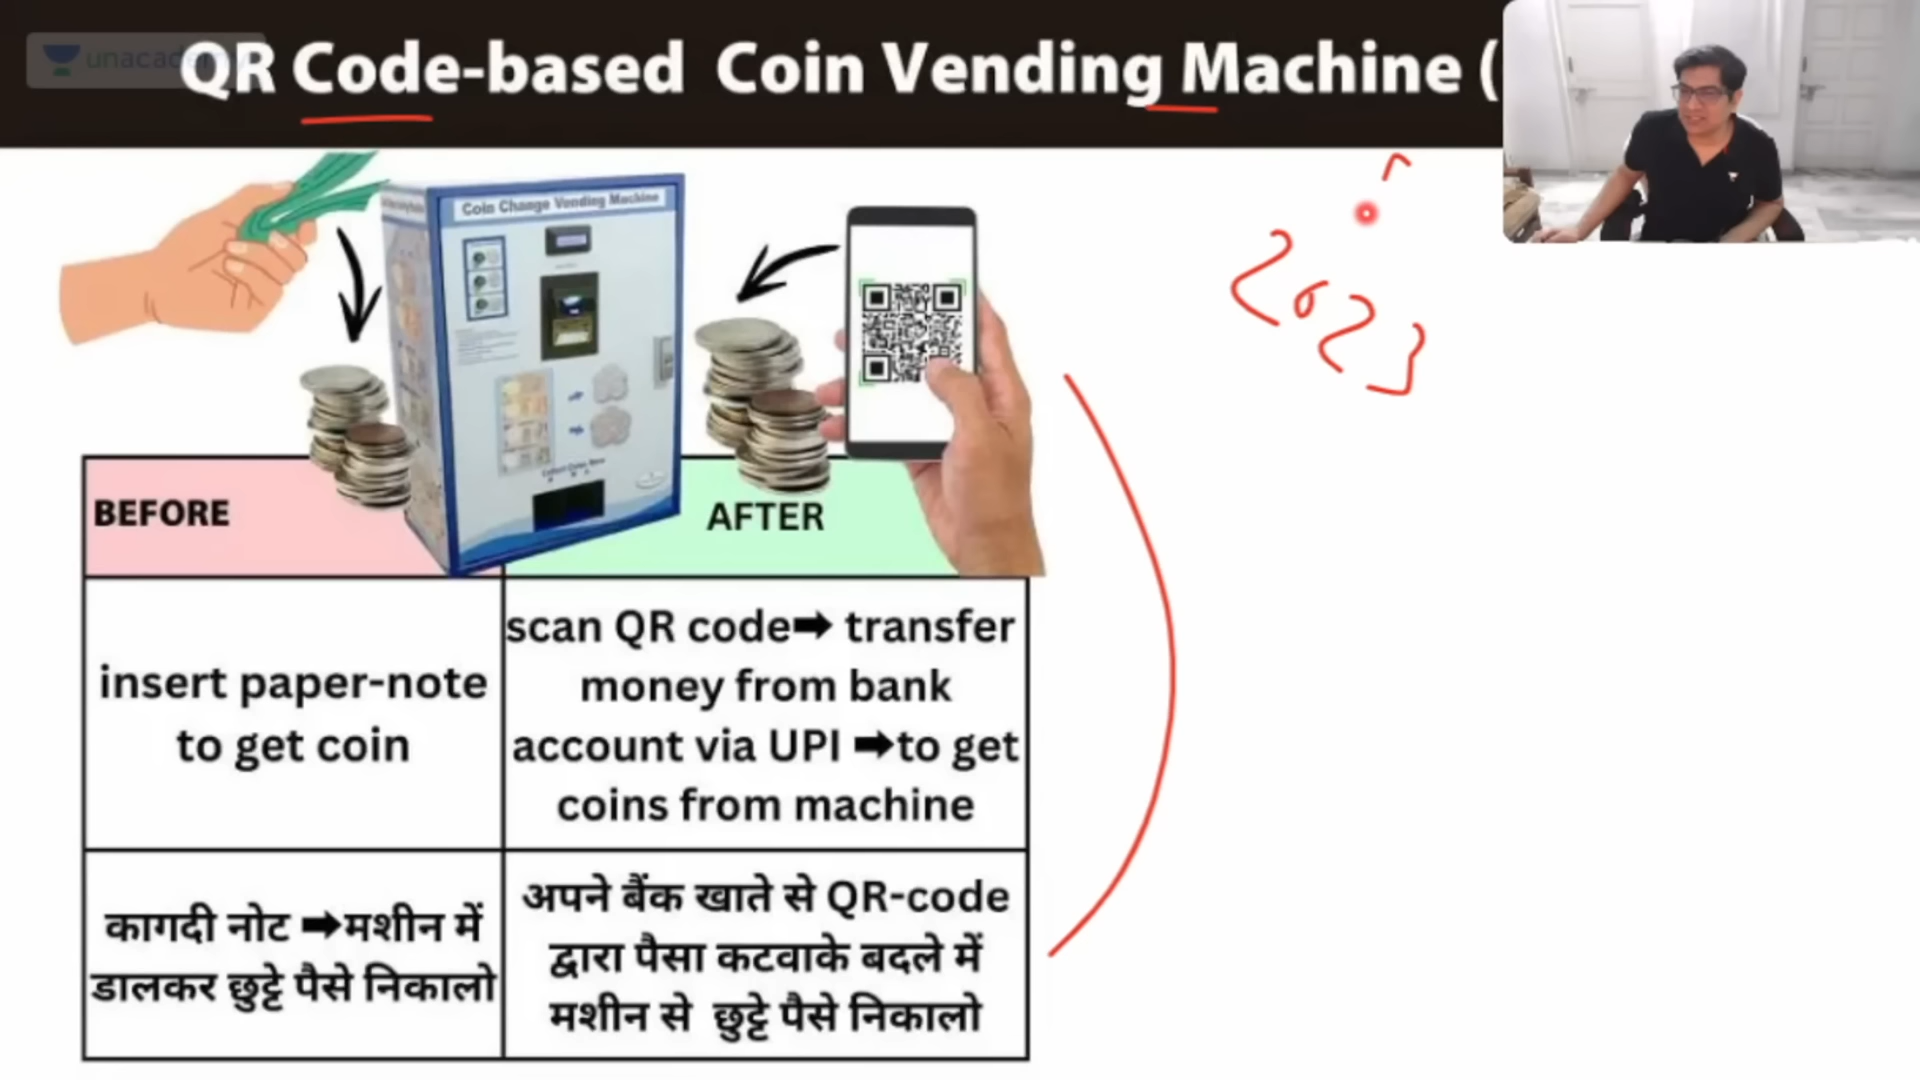 unacademy
QR Code-based Coin Vending Machine (
Coin Change Vending Machine
2023
BEFORE
AFTER
insert paper-note
to get coin
scan QR code➡ transfer
money from bank
account via UPI ➡to get
coins from machine
कागदी नोट ➡मशीन में
डालकर छुट्टे पैसे निकालो
अपने बैंक खाते से QR-code
द्वारा पैसा कटवाके बदले में
मशीन से छुट्टे पैसे निकालो